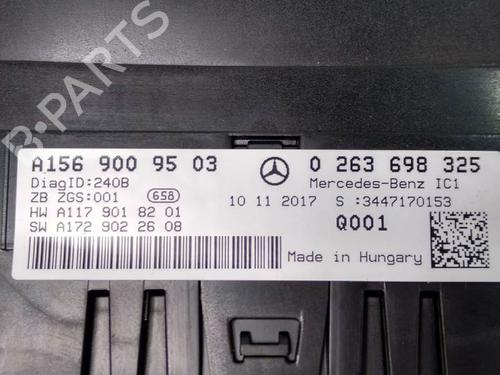 B-PARTS
A156 900 95 03
0 263 698 325
DiagID:240B
Mercedes-Benz IC1
ZB ZGS:001
658
10 11 2017 S :3447170153
HW A117 901 82 01
Q001
SW A172 902 26 08
Made in Hungary